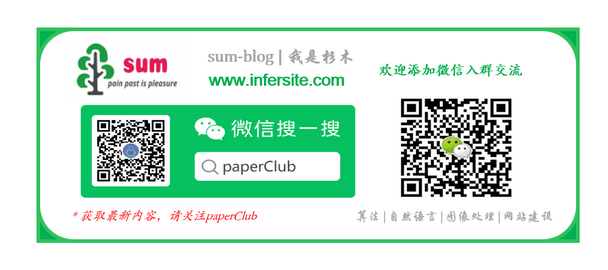 sum
pain past is pleasure
sum-blog | 我是杉木
www.infersite.com
微信搜一搜
paperClub
* 获取最新内容，请关注paperClub
欢迎添加微信入群交流
算法 | 自然语言 | 图像处理 | 网站建设